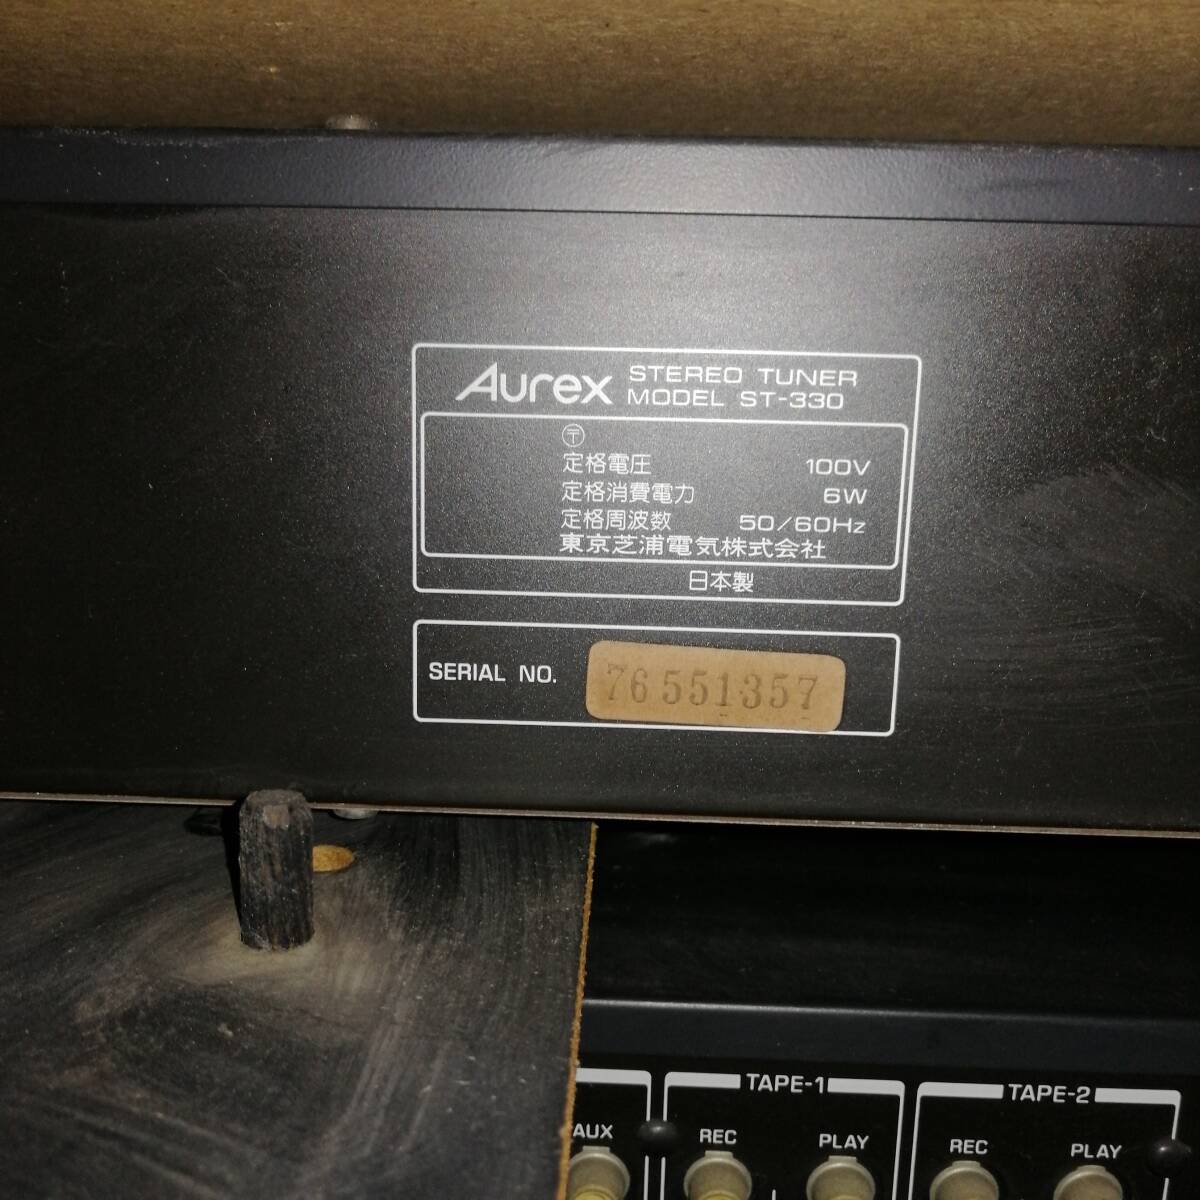 Aurex STEREO TUNER
MODEL ST-330
〒
定格電圧 100V
定格消費電力 6W
定格周波数 50/60Hz
東京芝浦電気株式会社
日本製
SERIAL NO. 76551357
TAPE-1 TAPE-2
AUX REC PLAY REC PLAY